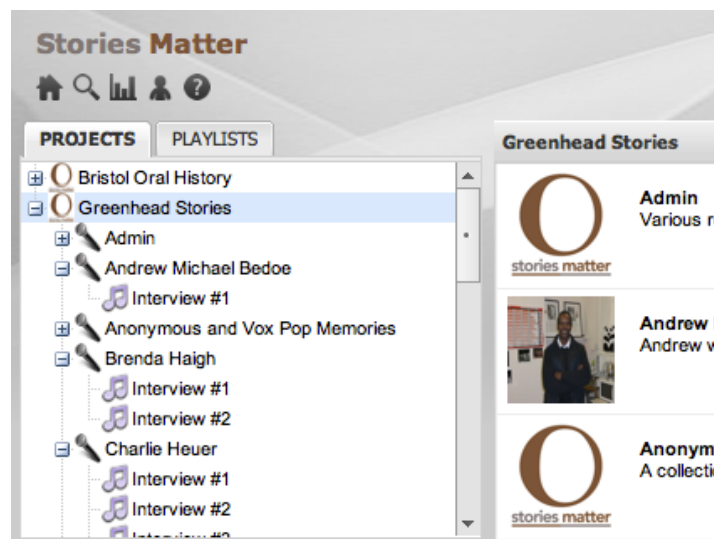 Stories Matter
PROJECTS
PLAYLISTS
Bristol Oral History
Greenhead Stories
Admin
Andrew Michael Bedoe
Interview #1
Anonymous and Vox Pop Memories
Brenda Haigh
Interview #1
Interview #2
Charlie Heuer
Interview #1
Interview #2
Greenhead Stories
stories matter
Admin
Various r
Andrew
Andrew w
stories matter
Anonym
A collecti